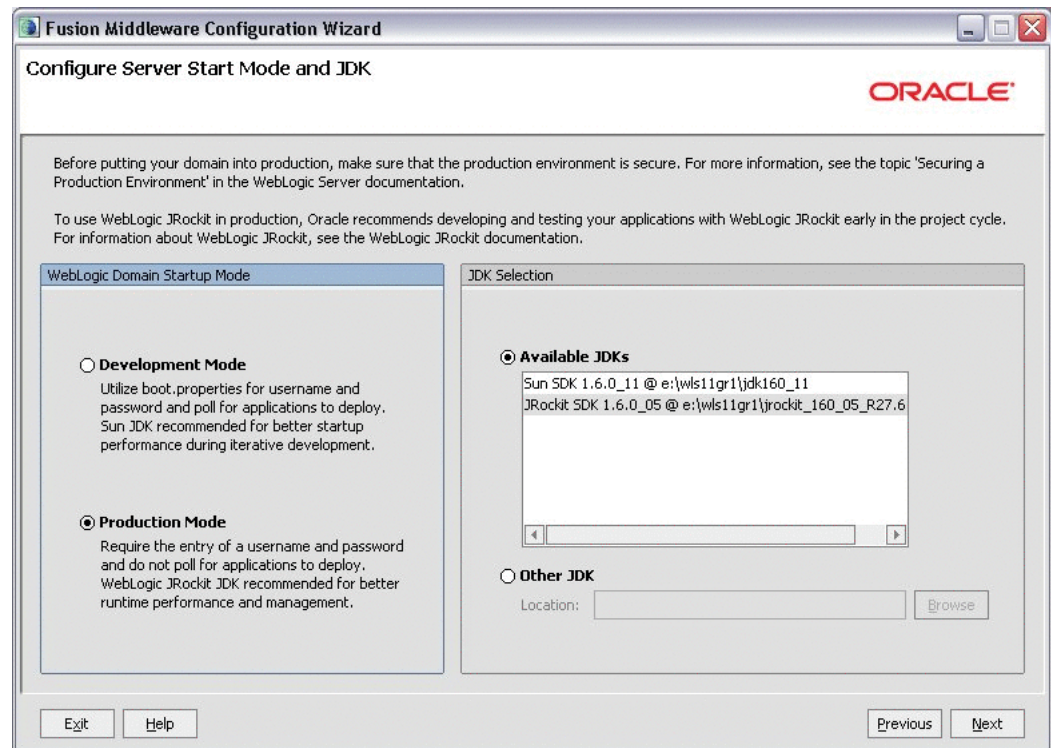 Fusion Middleware Configuration Wizard
Configure Server Start Mode and JDK
ORACLE
Before putting your domain into production, make sure that the production environment is secure. For more information, see the topic 'Securing a
Production Environment' in the WebLogic Server documentation.
To use WebLogic JRockit in production, Oracle recommends developing and testing your applications with WebLogic JRockit early in the project cycle.
For information about WebLogic JRockit, see the WebLogic JRockit documentation.
WebLogic Domain Startup Mode
Development Mode
Utilize boot.properties for username and
password and poll for applications to deploy.
Sun JDK recommended for better startup
performance during iterative development.
Production Mode
Require the entry of a username and password
and do not poll for applications to deploy.
WebLogic JRockit JDK recommended for better
runtime performance and management.
JDK Selection
Available JDKs
Sun SDK 1.6.0_11 @ e:\wls11gr1\jdk160_11
JRockit SDK 1.6.0_05 @ e:\wls11gr1\jrockit_160_05_R27.6
Other JDK
Location:
Browse
Exit
Help
Previous
Next